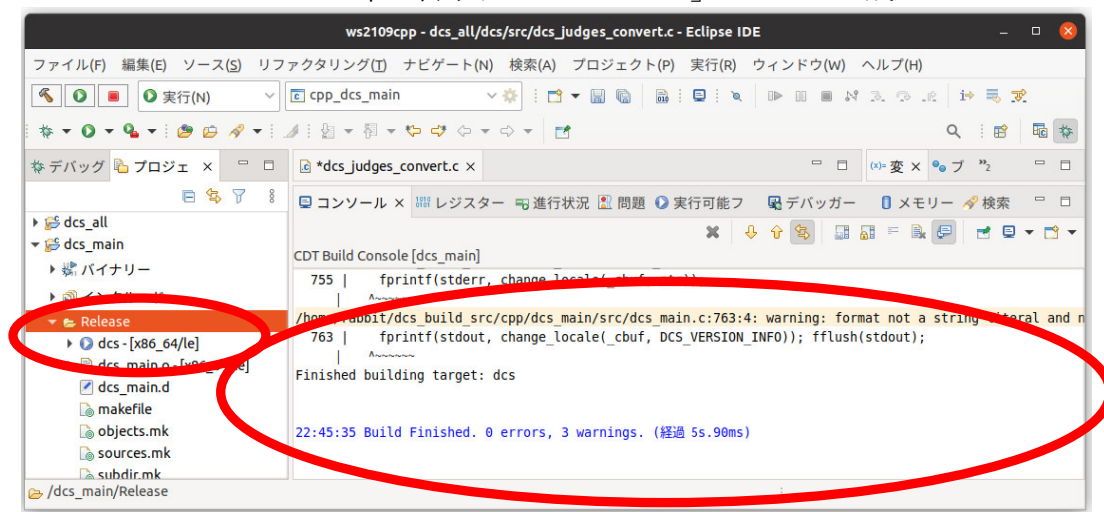 ws2109cpp - dcs_all/dcs/src/dcs_judges_convert.c - Eclipse IDE
ファイル(F) 編集(E) ソース(S) リファクタリング(T) ナビゲート(N) 検索(A) プロジェクト(P) 実行(R) ウィンドウ(W) ヘルプ(H)
実行(N) cpp_dcs_main
デバッグ プロジェ
*dcs_judges_convert.c
変 ブ 2
コンソール レジスター 進行状況 問題 実行可能フ デバッガー メモリー 検索
dcs_all
dcs_main
バイナリー
Release
dcs - [x86_64/le]
dcs_main.d
makefile
objects.mk
sources.mk
subdir.mk
CDT Build Console [dcs_main]
755 | fprintf(stderr, change_locale(_cbuf,
| ^~~~~~
/home/rabbit/dcs_build_src/cpp/dcs_main/src/dcs_main.c:763:4: warning: format not a string literal and n
763 | fprintf(stdout, change_locale(_cbuf, DCS_VERSION_INFO)); fflush(stdout);
| ^~~~~~
Finished building target: dcs
22:45:35 Build Finished. 0 errors, 3 warnings. (経過 5s.90ms)
/dcs_main/Release